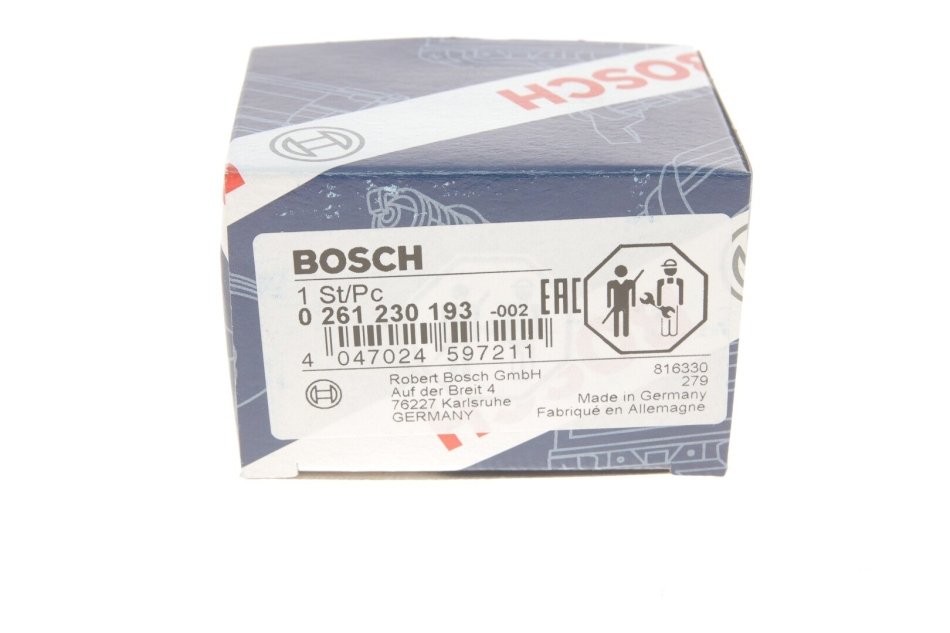 BOSCH
BOSCH
1 St/Pc
0 261 230 193 -002
EAC
4 047024 597211
Robert Bosch GmbH
Auf der Breit 4
76227 Karlsruhe
GERMANY
816330
279
Made in Germany
Fabriqué en Allemagne